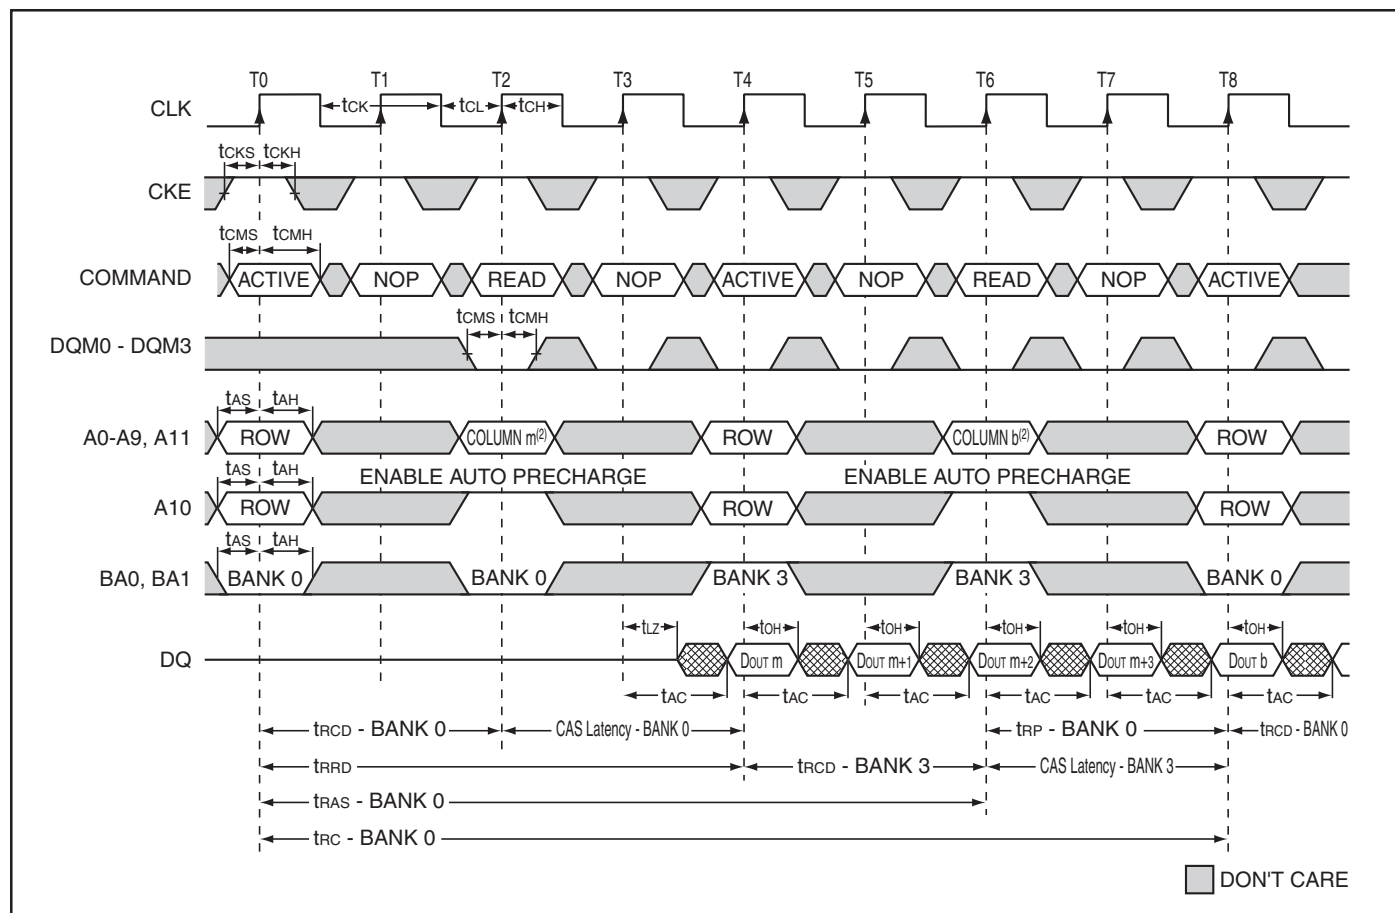 T0 T1 T2 T3 T4 T5 T6 T7 T8
CLK tCK tCL tCH
tCKS tCKH
CKE
tCMS tCMH
COMMAND ACTIVE NOP READ NOP ACTIVE NOP READ NOP ACTIVE
tCMS tCMH
DQM0 - DQM3
tAS tAH
A0-A9, A11 ROW COLUMN m(2) ROW COLUMN b(2) ROW
tAS tAH ENABLE AUTO PRECHARGE ENABLE AUTO PRECHARGE
A10 ROW ROW ROW
tAS tAH
BA0, BA1 BANK 0 BANK 0 BANK 3 BANK 3 BANK 0
tLZ tOH tOH tOH tOH tOH
DQ DOUT m DOUT m+1 DOUT m+2 DOUT m+3 DOUT b
tAC tAC tAC tAC tAC tAC
tRCD - BANK 0 CAS Latency - BANK 0 tRP - BANK 0 tRCD - BANK 0
tRRD tRCD - BANK 3 CAS Latency - BANK 3
tRAS - BANK 0
tRC - BANK 0
DON'T CARE